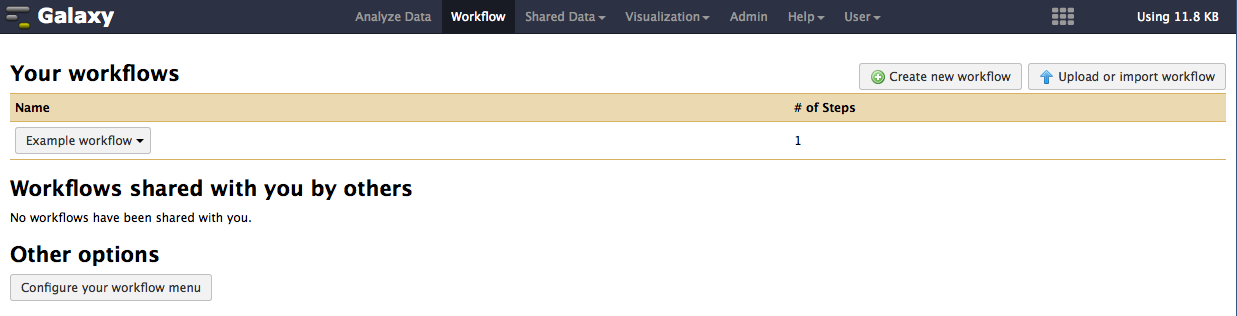 Galaxy Analyze Data Workflow Shared Data Visualization Admin Help User Using 11.8 KB
Your workflows Create new workflow Upload or import workflow
Name # of Steps
Example workflow 1
Workflows shared with you by others
No workflows have been shared with you.
Other options
Configure your workflow menu